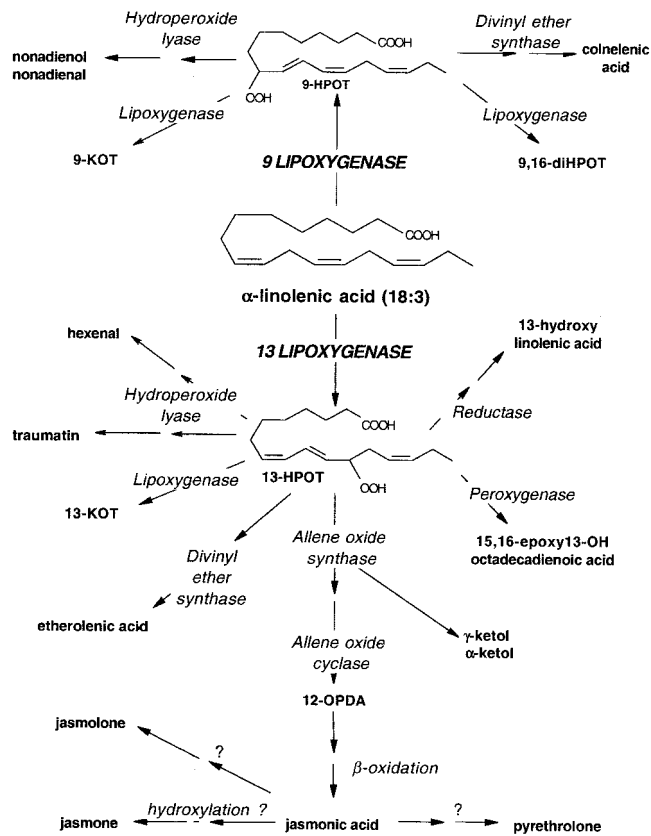 Hydroperoxide
lyase
COOH
Divinyl ether
synthase
nonadienol
nonadienal
colnelenic
acid
OOH
9-HPOT
Lipoxygenase
Lipoxygenase
9-KOT
9,16-diHPOT
9 LIPOXYGENASE
COOH
α-linolenic acid (18:3)
hexenal
13 LIPOXYGENASE
13-hydroxy
linolenic acid
Hydroperoxide
lyase
COOH
Reductase
traumatin
Lipoxygenase
13-HPOT
OOH
Peroxygenase
13-KOT
15,16-epoxy13-OH
octadecadienoic acid
Divinyl
ether
synthase
Allene oxide
synthase
etherolenic acid
γ-ketol
α-ketol
Allene oxide
cyclase
12-OPDA
jasmolone
?
β-oxidation
hydroxylation ?
?
jasmone
jasmonic acid
pyrethrolone